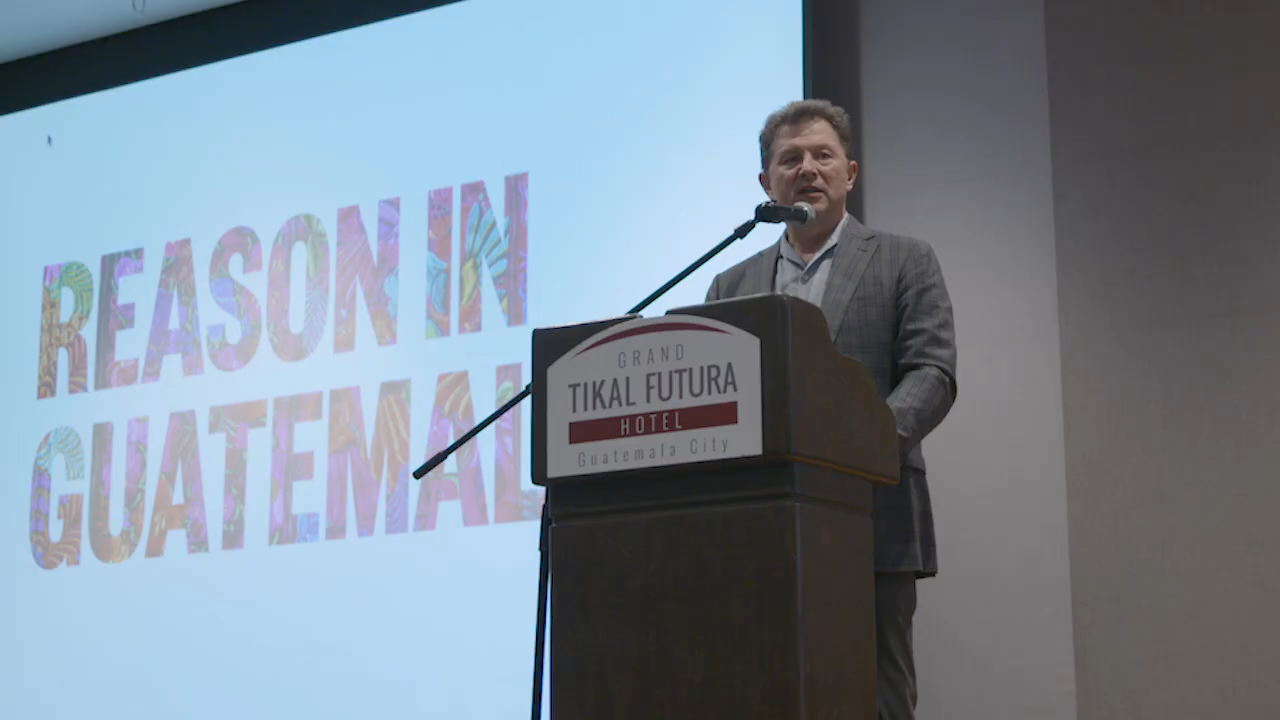 REASON IN
GUATEMAL
GRAND
TIKAL FUTURA
HOTEL
Guatemala City